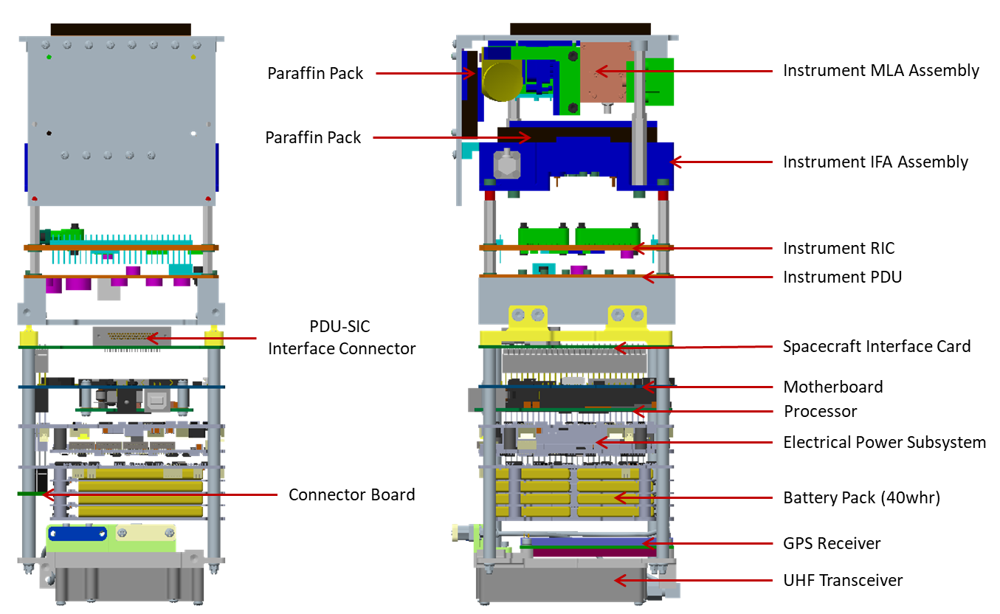 Paraffin Pack
Instrument MLA Assembly
Paraffin Pack
Instrument IFA Assembly
Instrument RIC
Instrument PDU
PDU-SIC
Interface Connector
Spacecraft Interface Card
Motherboard
Processor
Electrical Power Subsystem
Connector Board
Battery Pack (40whr)
GPS Receiver
UHF Transceiver